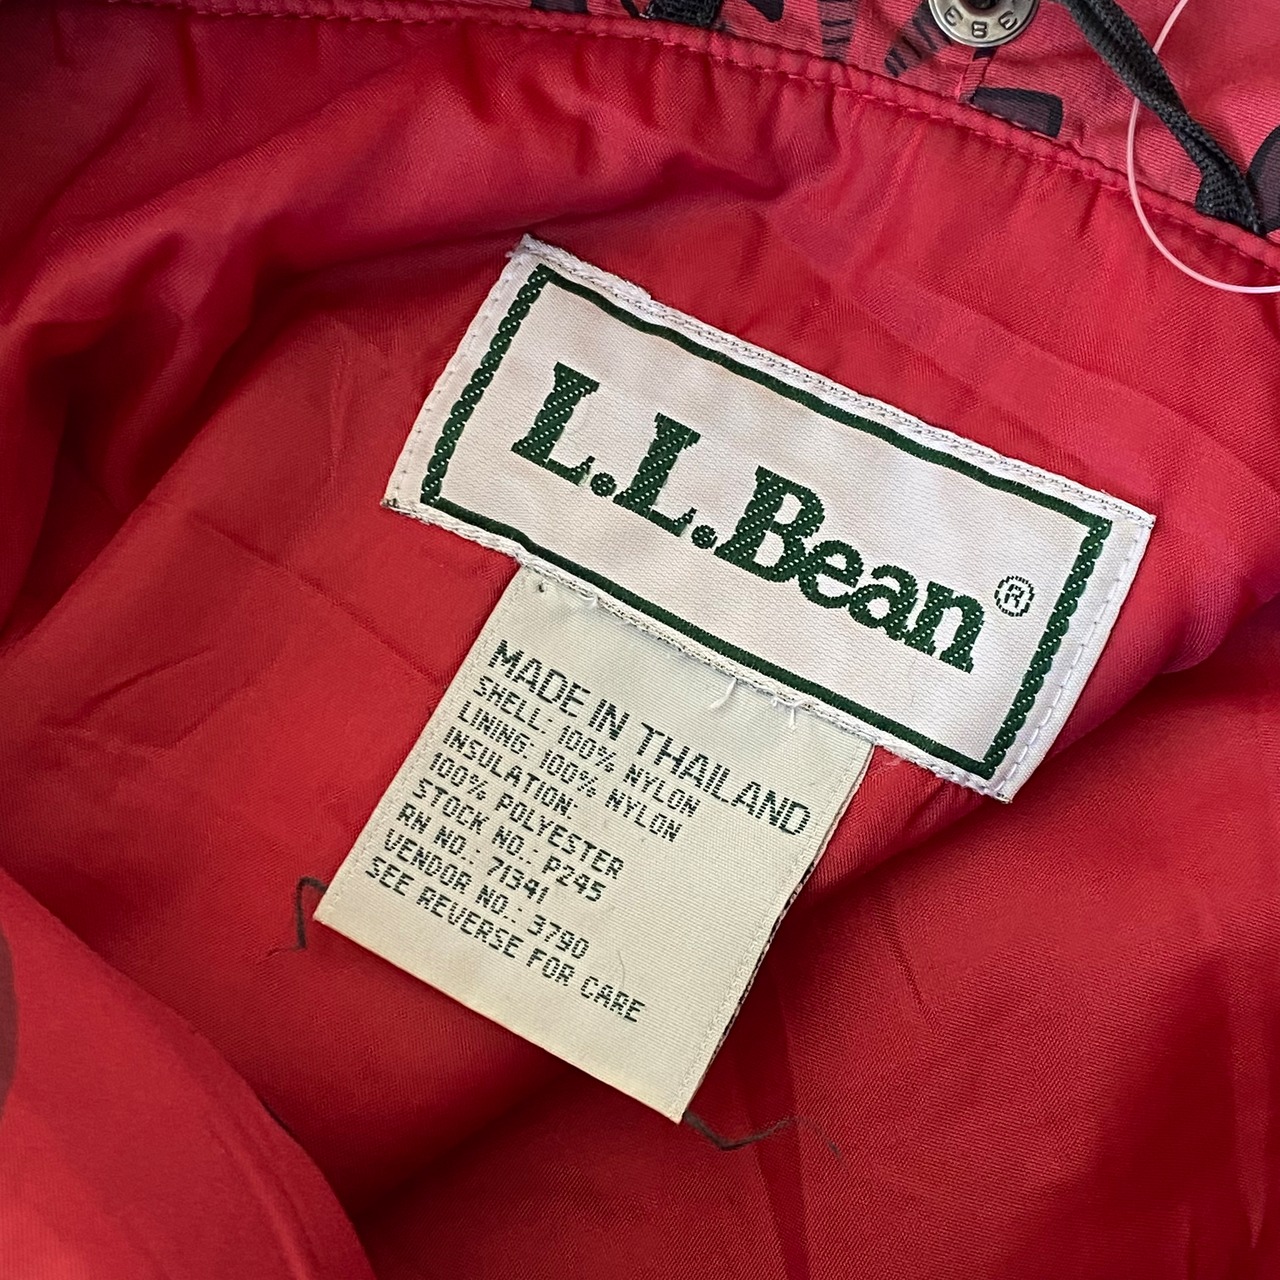 L.L.Bean®
MADE IN THAILAND
SHELL: 100% NYLON
LINING: 100% NYLON
INSULATION:
100% POLYESTER
STOCK NO.: P245
RN NO.: 71341
VENDOR NO.: 3790
SEE REVERSE FOR CARE